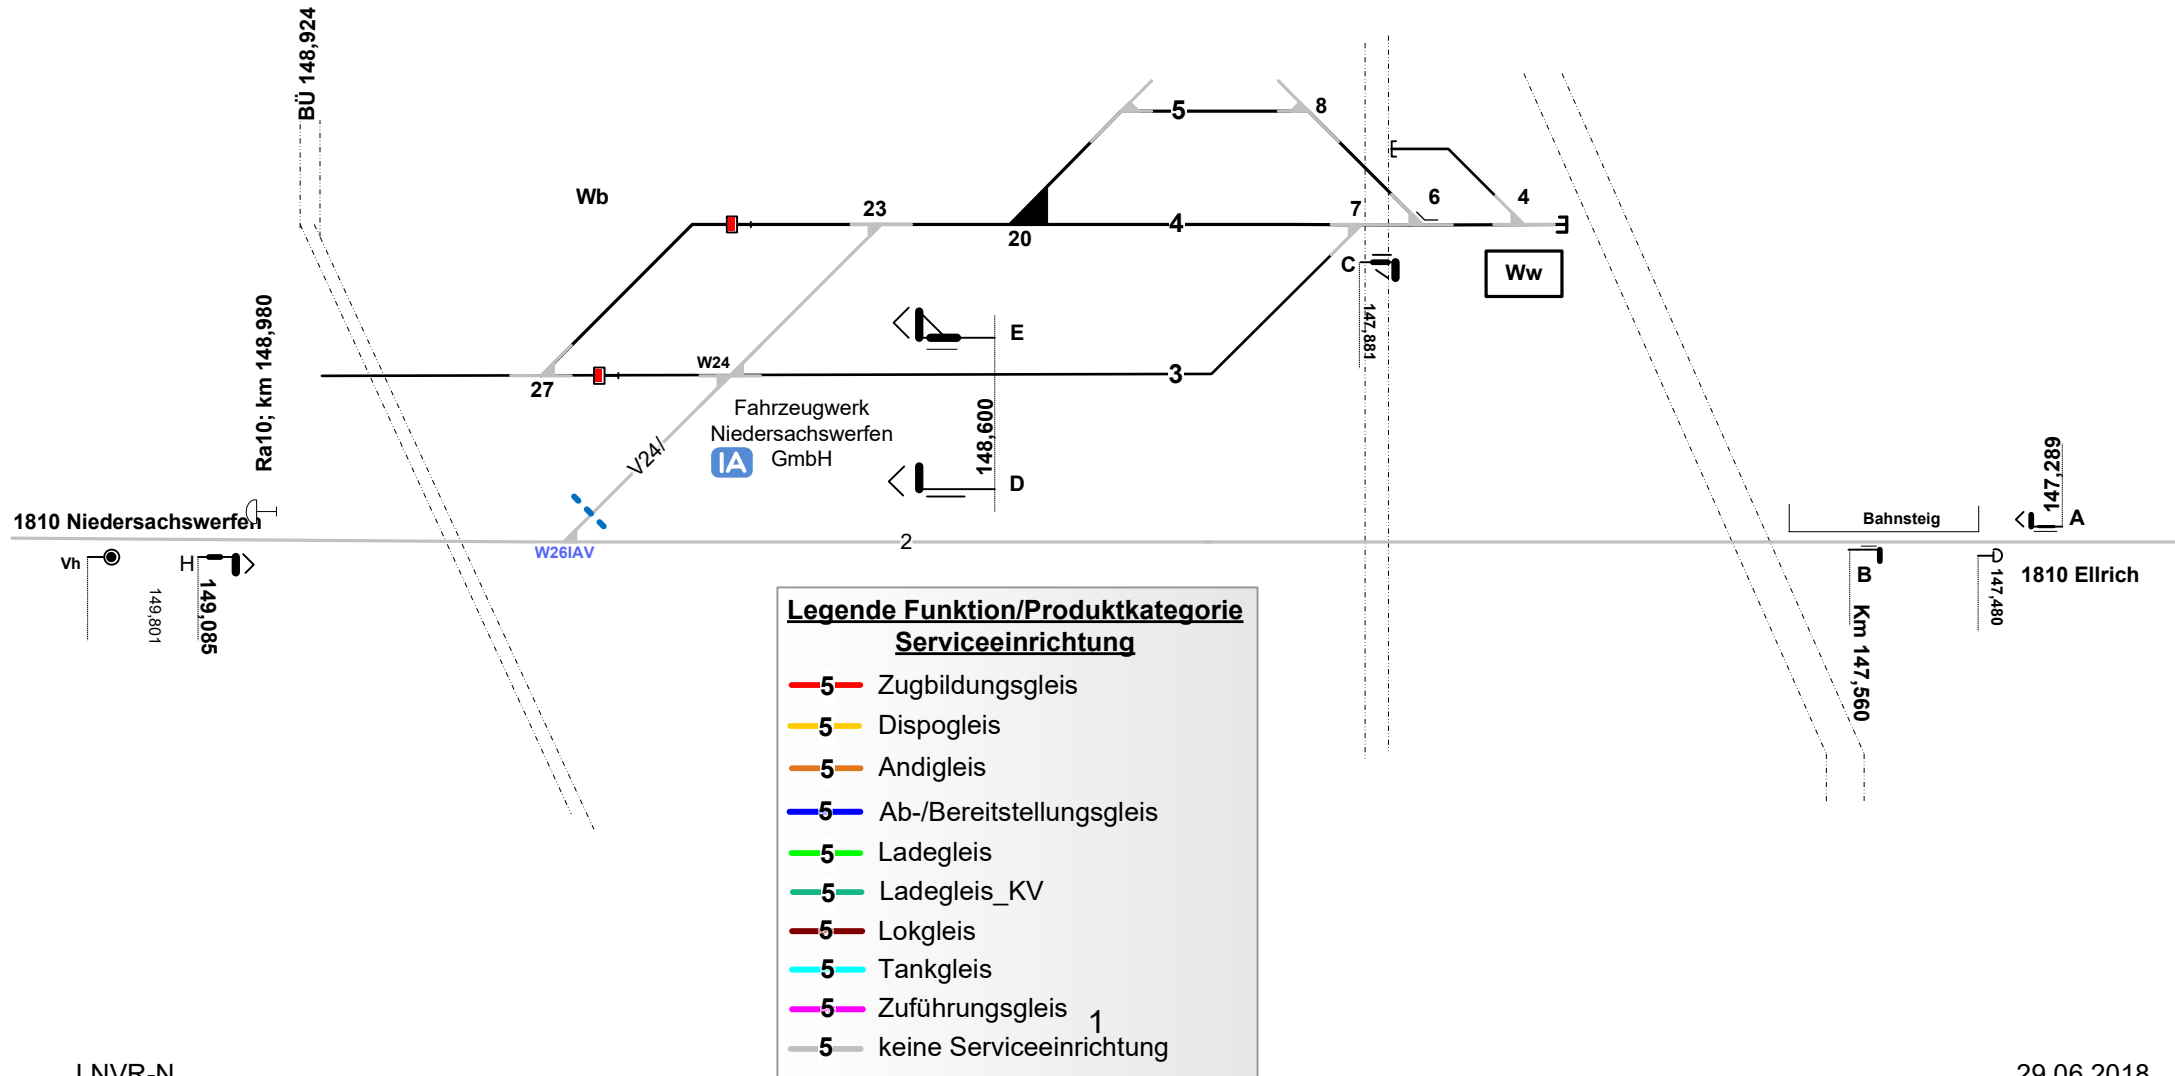 BÜ 148,924
5
8
Wb
23
6
4
7
20
4
C
Ww
147,881
Ra10; km 148,980
E
W24
27
3
Fahrzeugwerk
Niedersachswerfen
IA GmbH
V24/
148,600
D
147,289
A
1810 Niedersachswerfen
Bahnsteig
W26IAV
2
Vh
H
149,801
149,085
B
Km 147,560
147,480
1810 Ellrich
Legende Funktion/Produktkategorie
Serviceeinrichtung
5 Zugbildungsgleis
5 Dispogleis
5 Andigleis
5 Ab-/Bereitstellungsgleis
5 Ladegleis
5 Ladegleis_KV
5 Lokgleis
5 Tankgleis
5 Zuführungsgleis
1
5 keine Serviceeinrichtung
29.06.2018